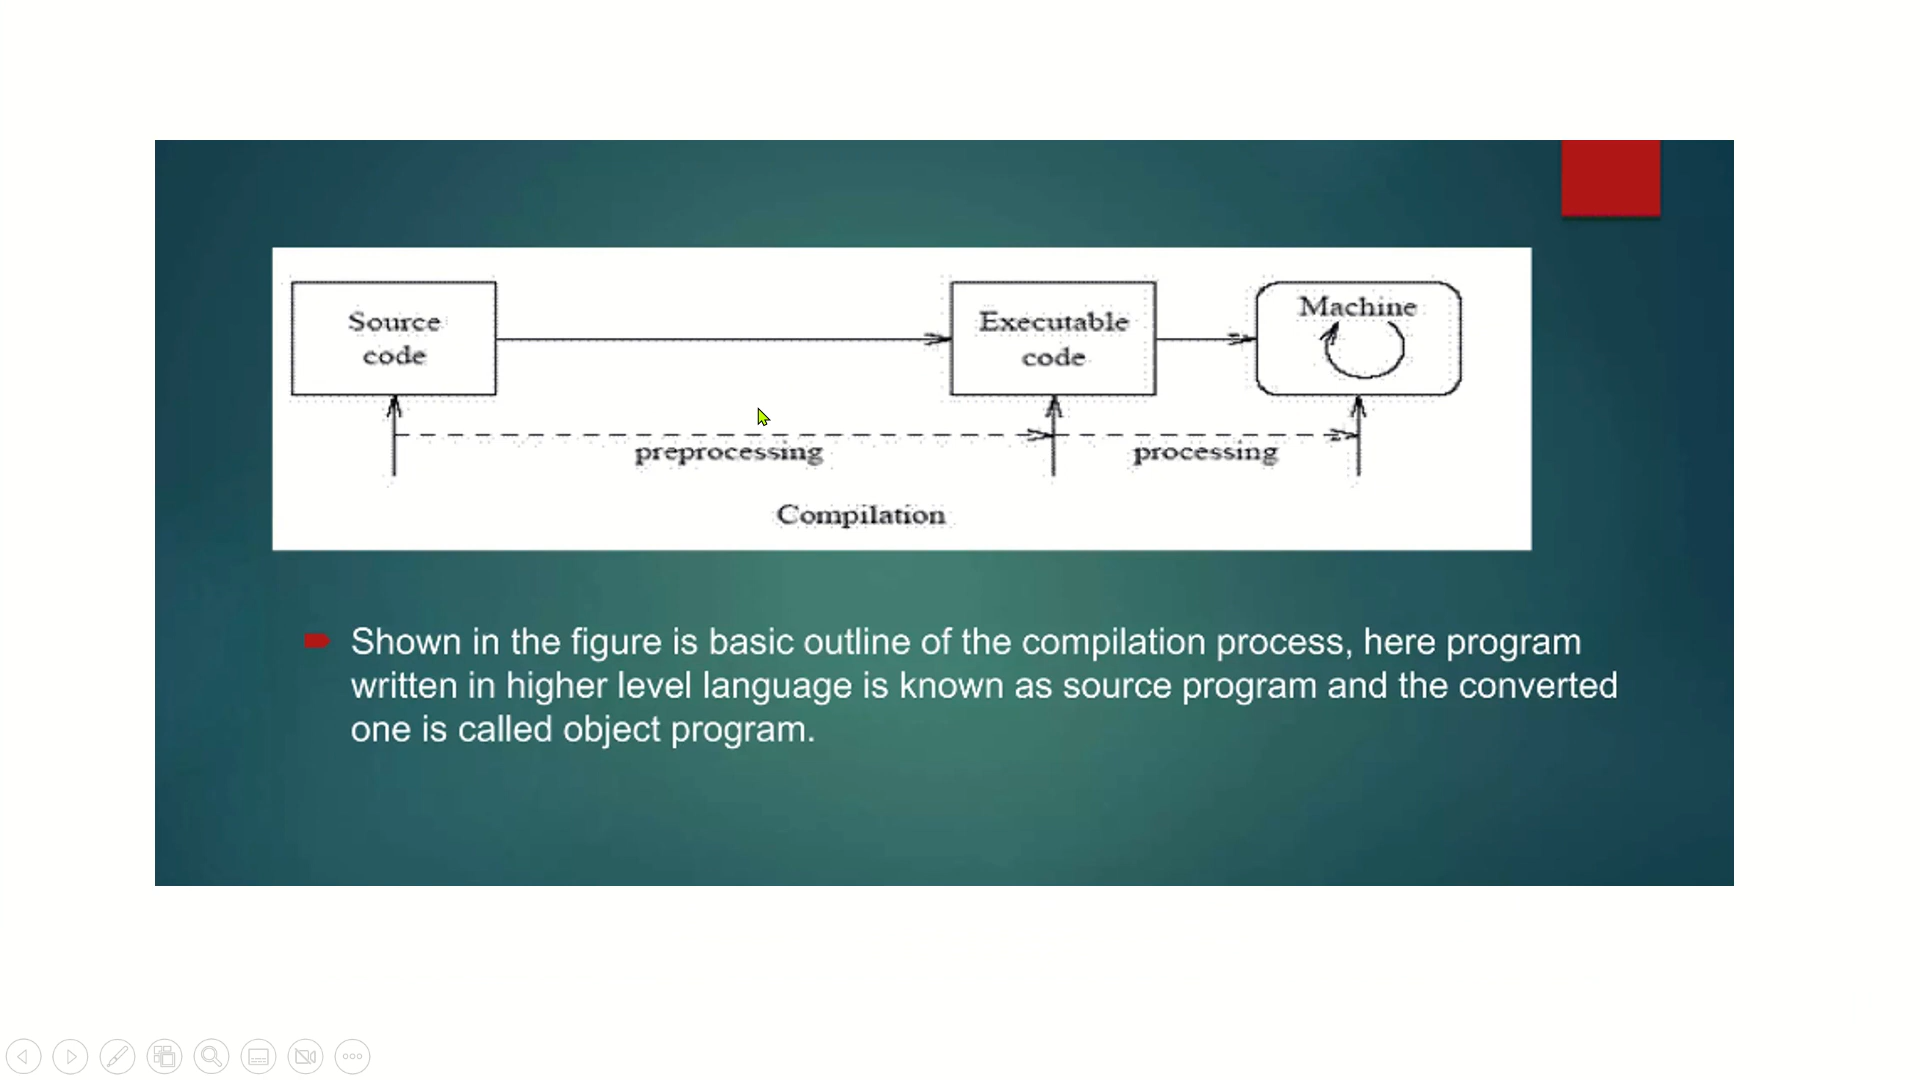 Source
code
Executable
code
Machine
preprocessing
processing
Compilation
Shown in the figure is basic outline of the compilation process, here program
written in higher level language is known as source program and the converted
one is called object program.